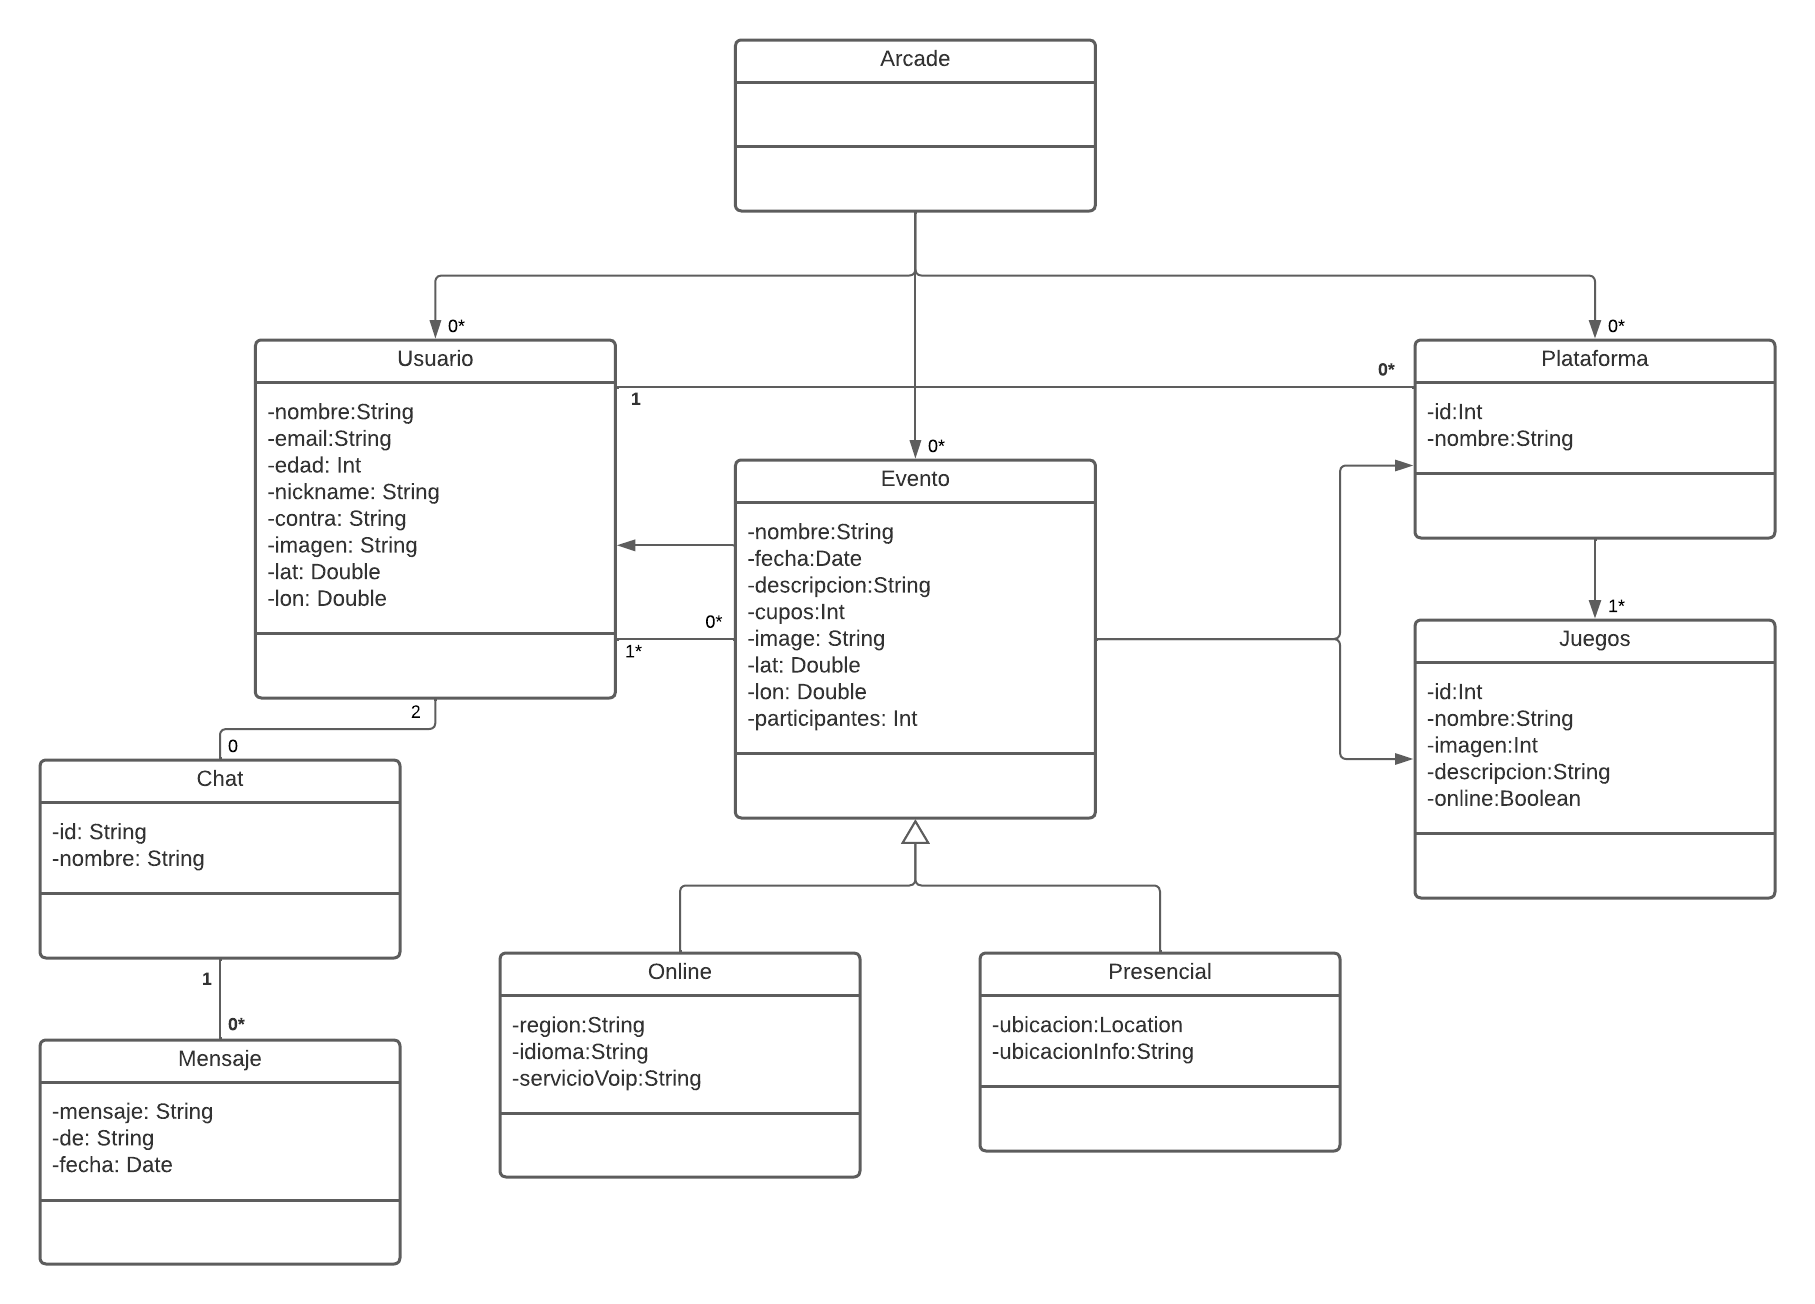 Arcade
0*
0*
Usuario
-nombre:String
-email:String
-edad: Int
-nickname: String
-contra: String
-imagen: String
-lat: Double
-lon: Double
1
0*
Plataforma
-id:Int
-nombre:String
0*
Evento
-nombre:String
-fecha:Date
-descripcion:String
-cupos:Int
-image: String
-lat: Double
-lon: Double
-participantes: Int
0*
1*
1*
Juegos
-id:Int
-nombre:String
-imagen:Int
-descripcion:String
-online:Boolean
2
0
Chat
-id: String
-nombre: String
1
0*
Mensaje
-mensaje: String
-de: String
-fecha: Date
Online
-region:String
-idioma:String
-servicioVoip:String
Presencial
-ubicacion:Location
-ubicacionInfo:String